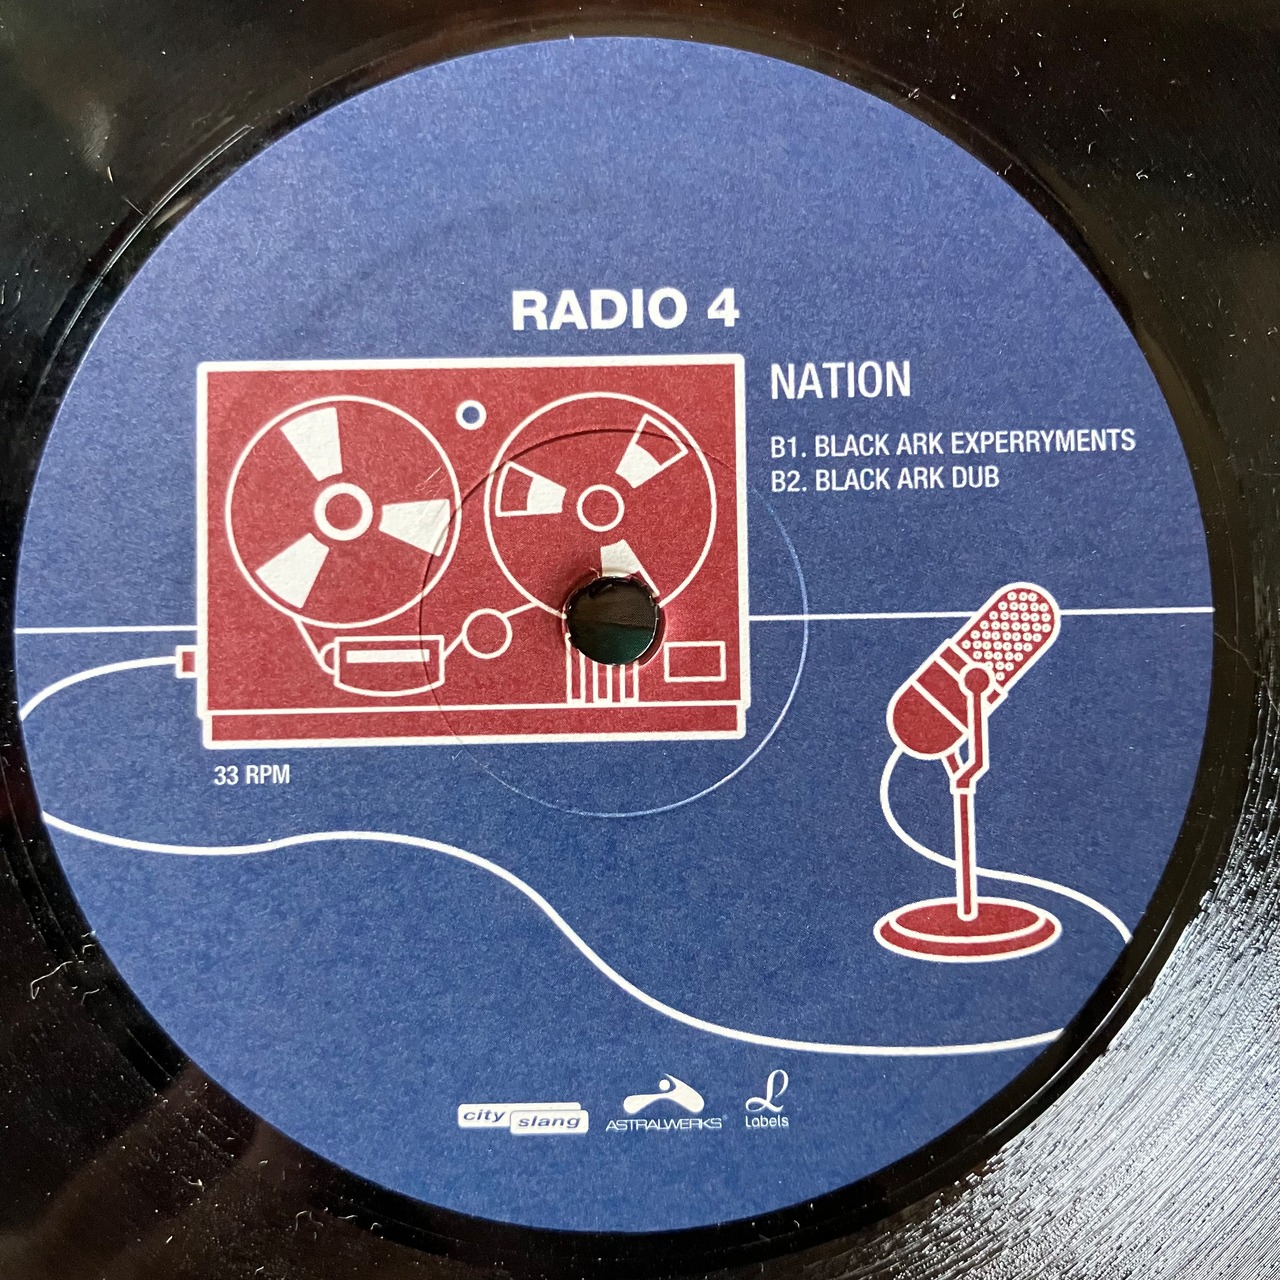 RADIO 4
NATION
B1. BLACK ARK EXPERRYMENTS
B2. BLACK ARK DUB
33 RPM
city slang
ASTRALWERKS®
L
Labels